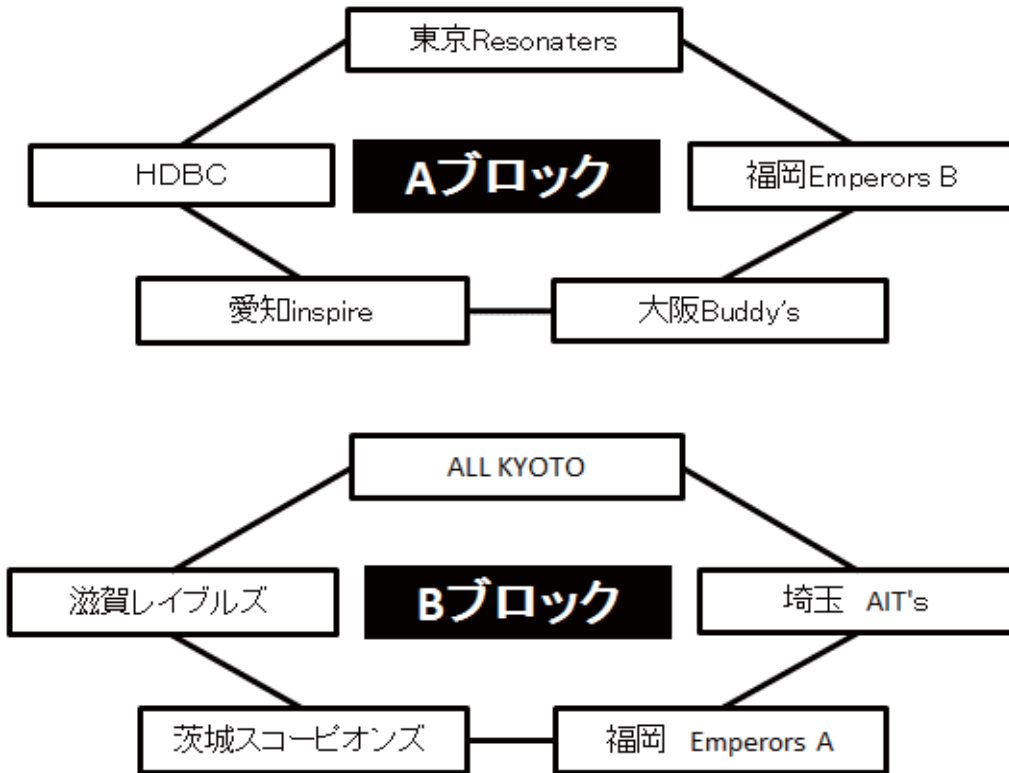 東京Resonaters
HDBC
Aブロック
福岡Emperors B
愛知inspire
大阪Buddy's
ALL KYOTO
滋賀レイブルズ
Bブロック
埼玉 AIT's
茨城スコーピオンズ
福岡 Emperors A